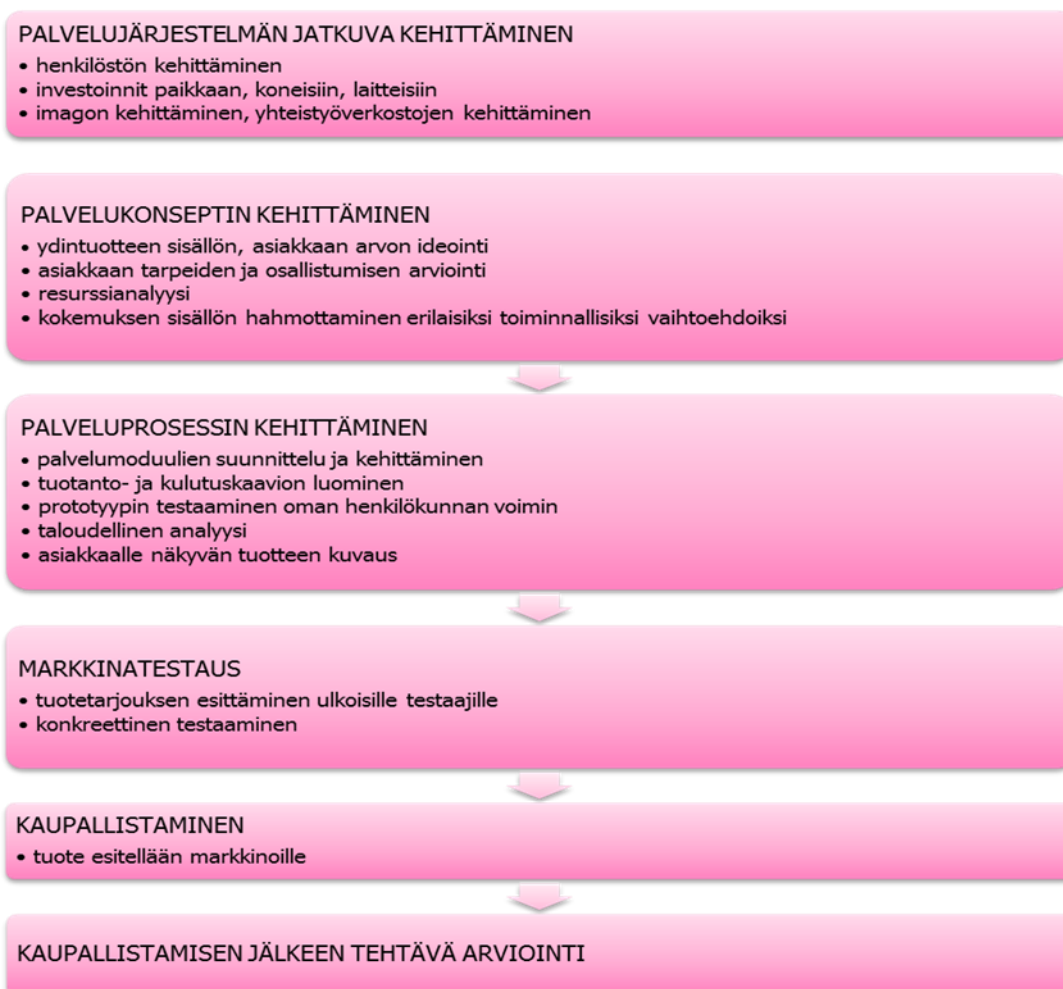 PALVELUJÄRJESTELMÄN JATKUVA KEHITTÄMINEN
• henkilöstön kehittäminen
• investoinnit paikkaan, koneisiin, laitteisiin
• imagon kehittäminen, yhteistyöverkostojen kehittäminen
PALVELUKONSEPTIN KEHITTÄMINEN
• ydintuotteen sisällön, asiakkaan arvon ideointi
• asiakkaan tarpeiden ja osallistumisen arviointi
• resurssianalyysi
• kokemuksen sisällön hahmottaminen erilaisiksi toiminnallisiksi vaihtoehdoiksi
PALVELUPROSESSIN KEHITTÄMINEN
• palvelumoduulien suunnittelu ja kehittäminen
• tuotanto- ja kulutuskaavion luominen
• prototyypin testaaminen oman henkilökunnan voimin
• taloudellinen analyysi
• asiakkaalle näkyvän tuotteen kuvaus
MARKKINATESTAUS
• tuotetarjouksen esittäminen ulkoisille testaajille
• konkreettinen testaaminen
KAUPALLISTAMINEN
• tuote esitellään markkinoille
KAUPALLISTAMISEN JÄLKEEN TEHTÄVÄ ARVIOINTI